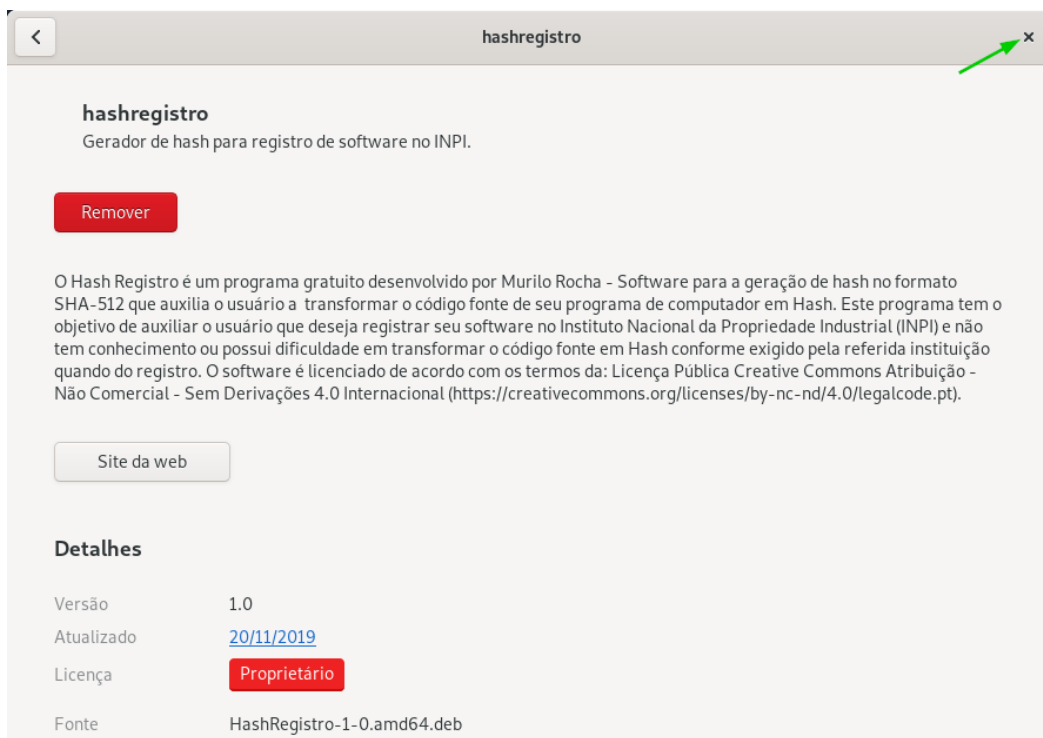 hashregistro
hashregistro
Gerador de hash para registro de software no INPI.
Remover
O Hash Registro é um programa gratuito desenvolvido por Murilo Rocha - Software para a geração de hash no formato
SHA-512 que auxilia o usuário a  transformar o código fonte de seu programa de computador em Hash. Este programa tem o
objetivo de auxiliar o usuário que deseja registrar seu software no Instituto Nacional da Propriedade Industrial (INPI) e não
tem conhecimento ou possui dificuldade em transformar o código fonte em Hash conforme exigido pela referida instituição
quando do registro. O software é licenciado de acordo com os termos da: Licença Pública Creative Commons Atribuição -
Não Comercial - Sem Derivações 4.0 Internacional (https://creativecommons.org/licenses/by-nc-nd/4.0/legalcode.pt).
Site da web
Detalhes
Versão 1.0
Atualizado 20/11/2019
Licença Proprietário
Fonte HashRegistro-1-0.amd64.deb